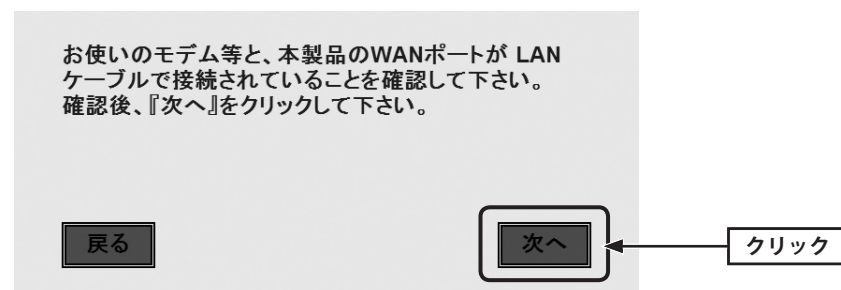 お使いのモデム等と、本製品のWANポートが LAN
ケーブルで接続されていることを確認して下さい。
確認後、『次へ』をクリックして下さい。
戻る
次へ
クリック